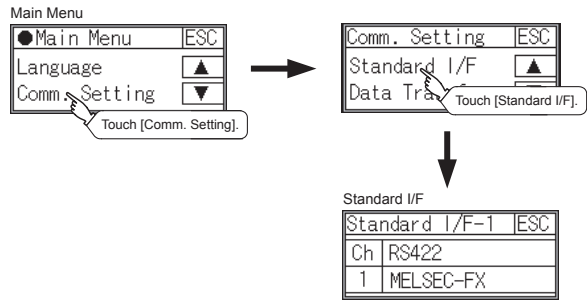 Main Menu
●Main Menu ESC
Language ▲
Comm. Setting ▼
Touch [Comm. Setting].
Comm. Setting ESC
Standard I/F ▲
Data
Touch [Standard I/F].
Standard I/F
Standard I/F-1 ESC
Ch RS422
1 MELSEC-FX